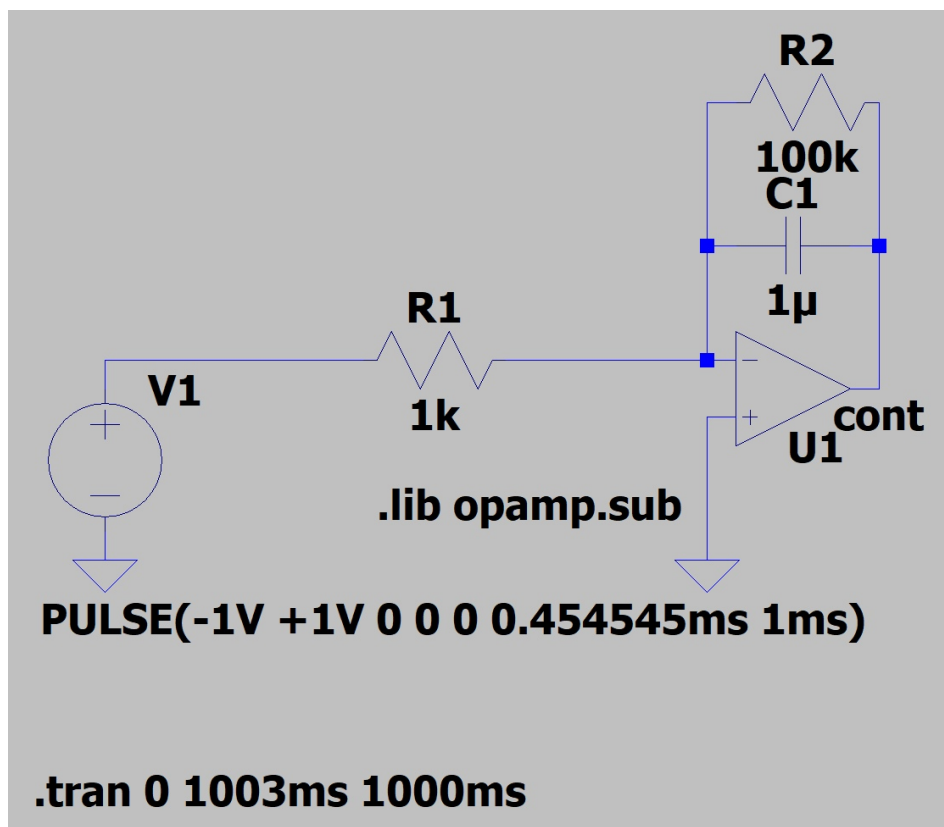 R2
100k
C1
1µ
R1
1k
V1
cont
U1
.lib opamp.sub
PULSE(-1V +1V 0 0 0 0.454545ms 1ms)
.tran 0 1003ms 1000ms